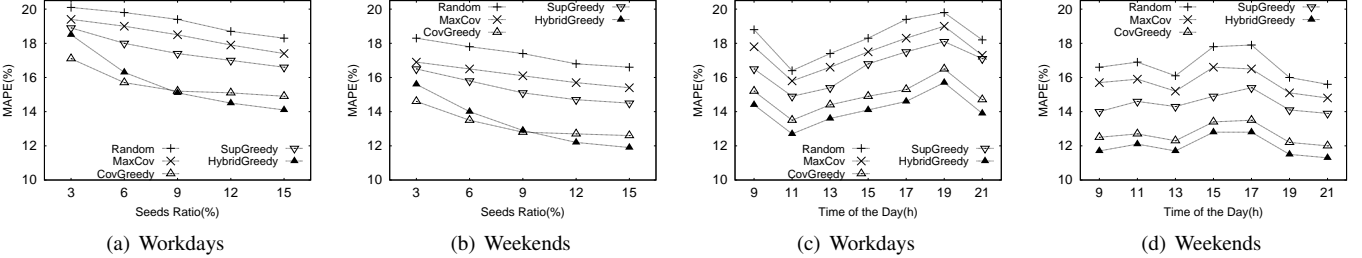 MAPE(%)
20
18
16
14
12
10
Random
MaxCov
CovGreedy
SupGreedy
HybridGreedy
3 6 9 12 15
Seeds Ratio(%)
(a) Workdays
MAPE(%)
20
18
16
14
12
10
Random
MaxCov
CovGreedy
SupGreedy
HybridGreedy
3 6 9 12 15
Seeds Ratio(%)
(b) Weekends
MAPE(%)
20
18
16
14
12
10
Random
MaxCov
CovGreedy
SupGreedy
HybridGreedy
9 11 13 15 17 19 21
Time of the Day(h)
(c) Workdays
MAPE(%)
20
18
16
14
12
10
Random
MaxCov
CovGreedy
SupGreedy
HybridGreedy
9 11 13 15 17 19 21
Time of the Day(h)
(d) Weekends